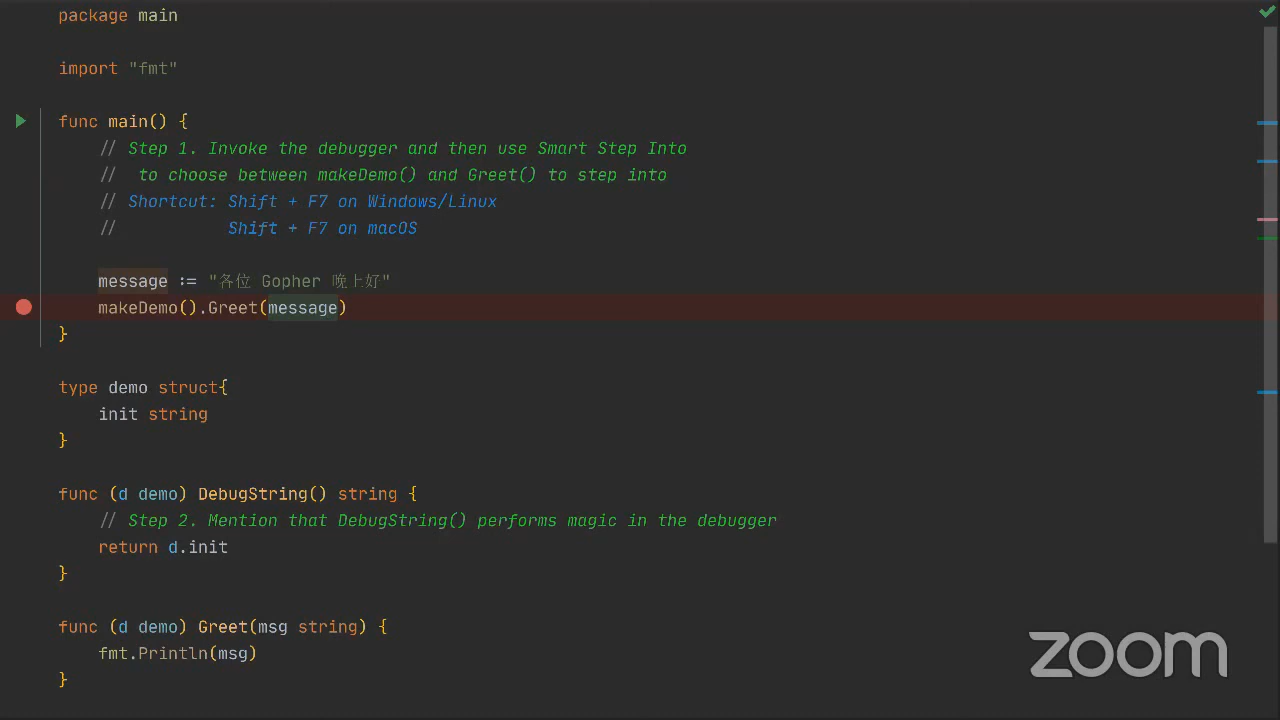 package main
import "fmt"
func main() {
// Step 1. Invoke the debugger and then use Smart Step Into
// to choose between makeDemo() and Greet() to step into
// Shortcut: Shift + F7 on Windows/Linux
// Shift + F7 on macOS
message := "各位 Gopher 晚上好"
makeDemo().Greet(message)
}
type demo struct{
init string
}
func (d demo) DebugString() string {
// Step 2. Mention that DebugString() performs magic in the debugger
return d.init
}
func (d demo) Greet(msg string) {
fmt.Println(msg)
}
zoom